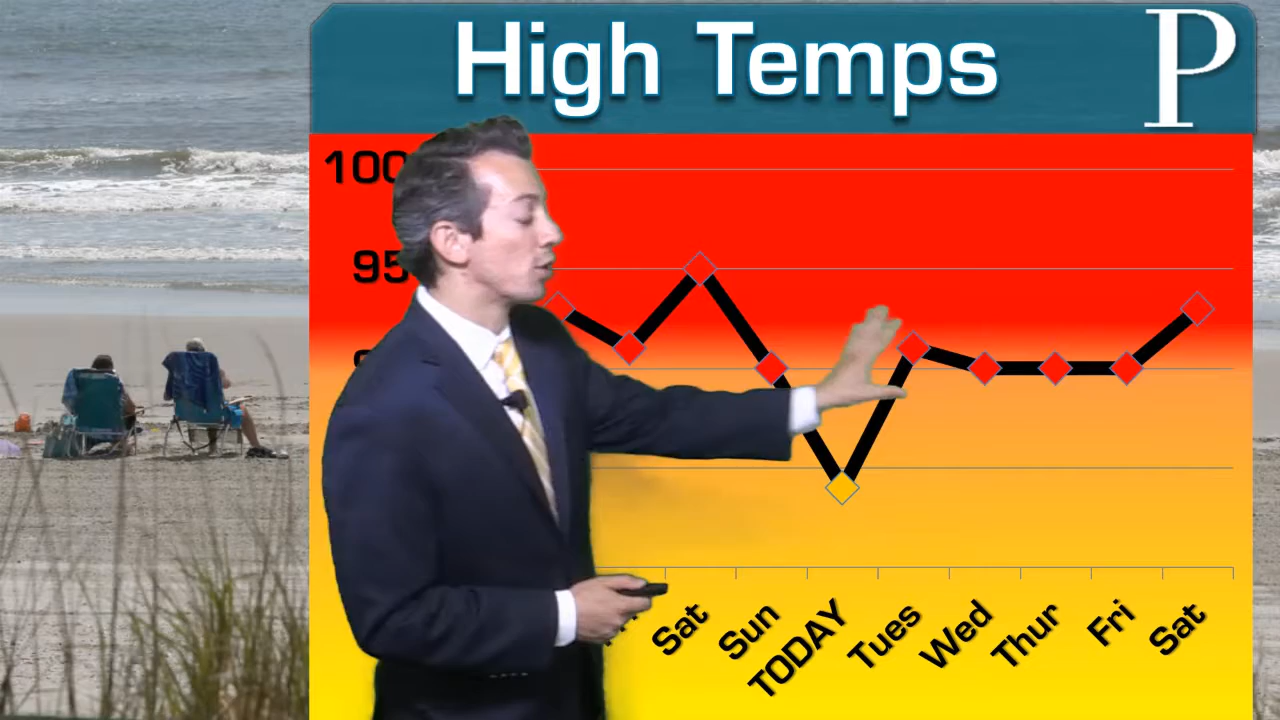 High Temps
P
100
95
Sat
Sun
TODAY
Tues
Wed
Thur
Fri
Sat